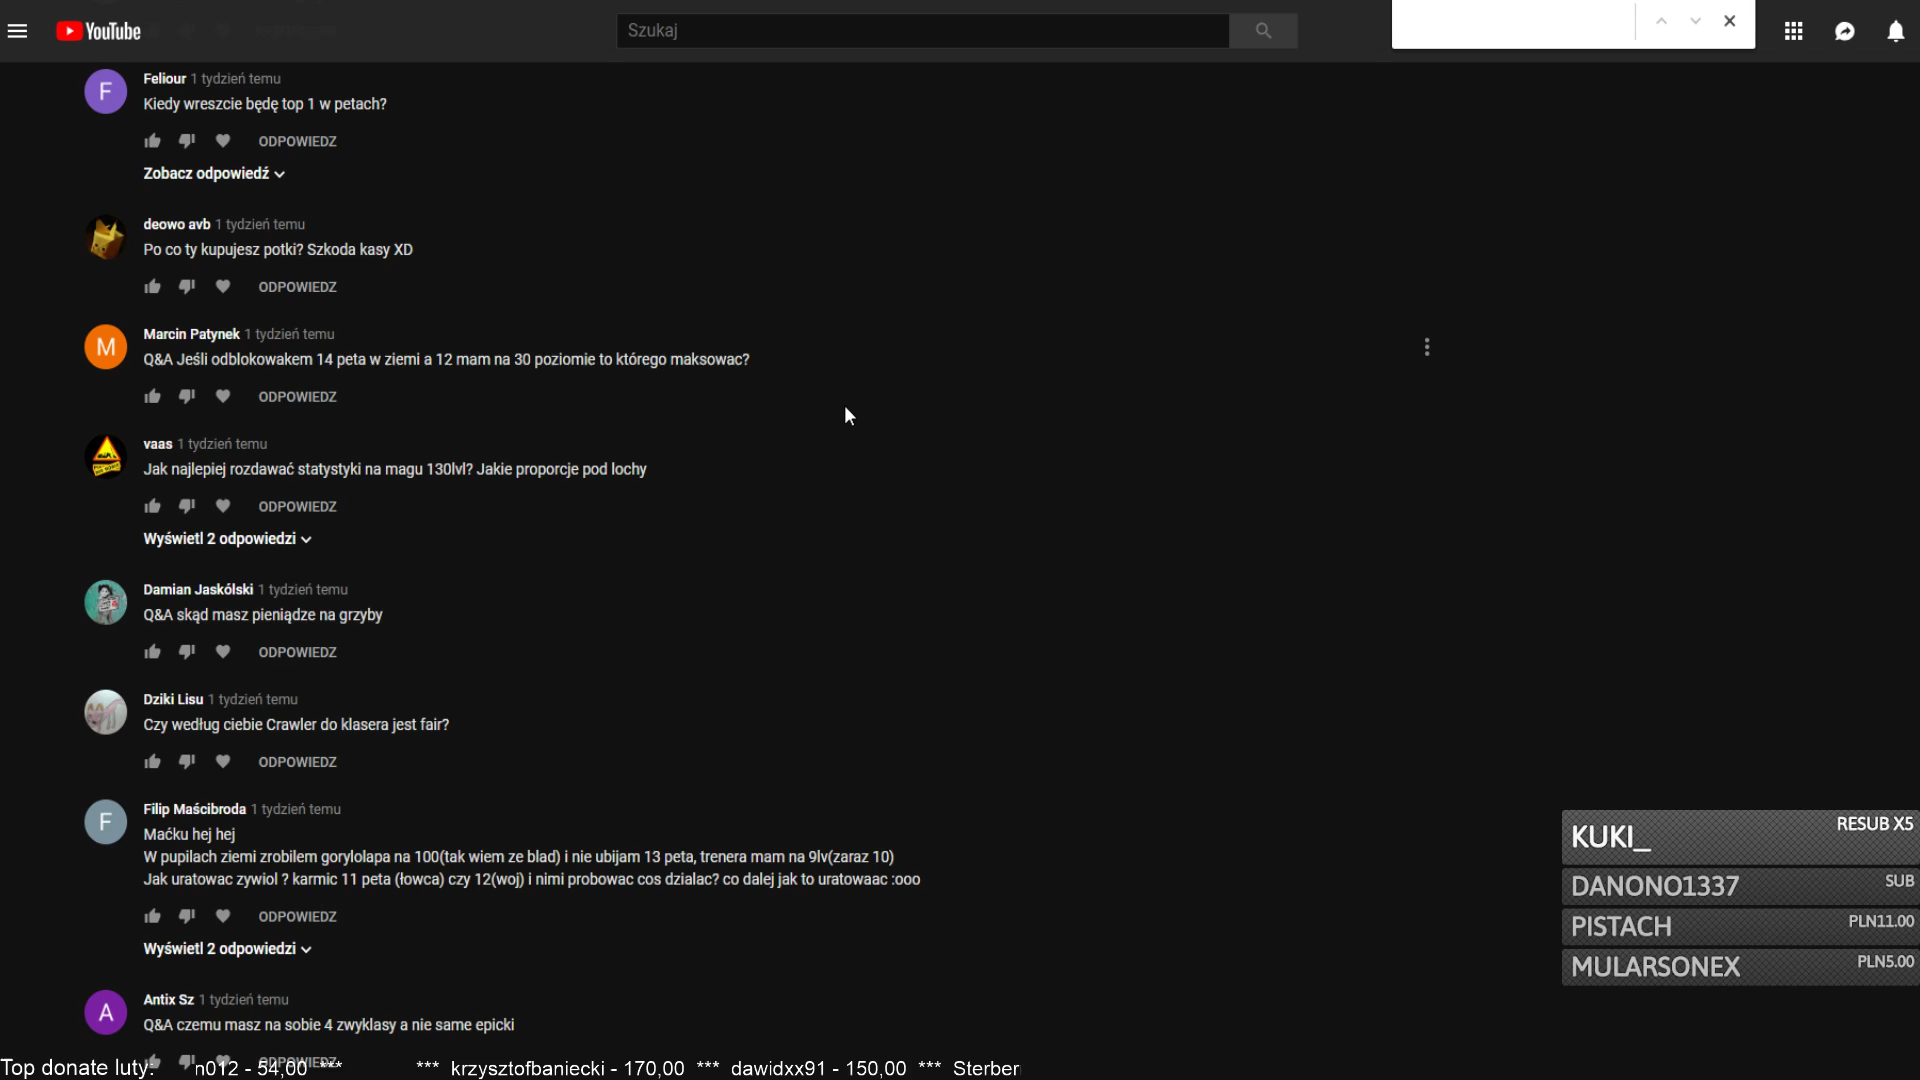 YouTube
Szukaj
F
Feliour 1 tydzień temu
Kiedy wreszcie będę top 1 w petach?
ODPOWIEDZ
Zobacz odpowiedź
deowo avb 1 tydzień temu
Po co ty kupujesz potki? Szkoda kasy XD
ODPOWIEDZ
M
Marcin Patynek 1 tydzień temu
Q&A Jeśli odblokowakem 14 peta w ziemi a 12 mam na 30 poziomie to którego maksowac?
ODPOWIEDZ
vaas 1 tydzień temu
Jak najlepiej rozdawać statystyki na magu 130lvl? Jakie proporcje pod lochy
ODPOWIEDZ
Wyświetl 2 odpowiedzi
Damian Jaskólski 1 tydzień temu
Q&A skąd masz pieniądze na grzyby
ODPOWIEDZ
Dziki Lisu 1 tydzień temu
Czy według ciebie Crawler do klasera jest fair?
ODPOWIEDZ
F
Filip Maścibroda 1 tydzień temu
Maćku hej hej
W pupilach ziemi zrobilem gorylolapa na 100(tak wiem ze blad) i nie ubijam 13 peta, trenera mam na 9lv(zaraz 10)
Jak uratowac zywiol ? karmic 11 peta (łowca) czy 12(woj) i nimi probowac cos dzialac? co dalej jak to uratowaac :ooo
ODPOWIEDZ
Wyświetl 2 odpowiedzi
A
Antix Sz 1 tydzień temu
Q&A czemu masz na sobie 4 zwyklasy a nie same epicki
ODPOWIEDZ
KUKI_ RESUB X5
DANONO1337 SUB
PISTACH PLN11.00
MULARSONEX PLN5.00
Top donate luty: n012 - 54,00 *** *** krzysztofbaniecki - 170,00 *** dawidxx91 - 150,00 *** Sterber